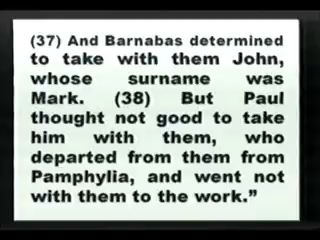 (37) And Barnabas determined
to take with them John,
whose surname was
Mark. (38) But Paul
thought not good to take
him with them, who
departed from them from
Pamphylia, and went not
with them to the work.”